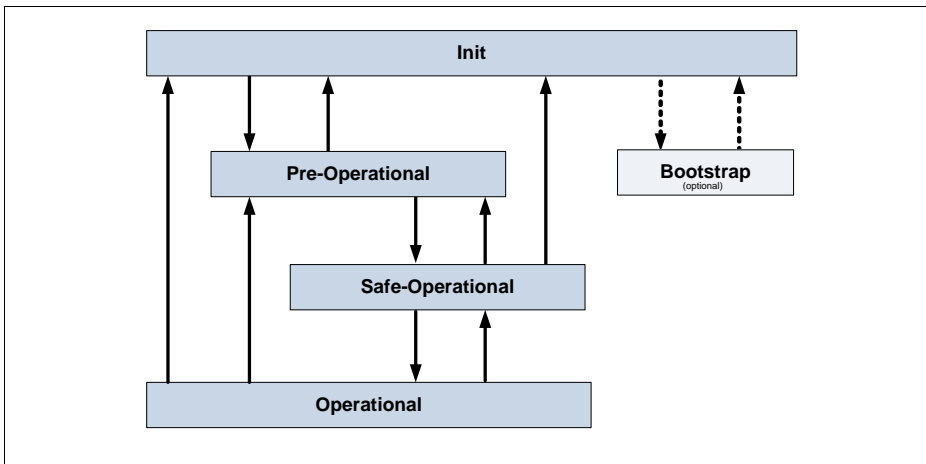 Init
Pre-Operational
Bootstrap
(optional)
Safe-Operational
Operational